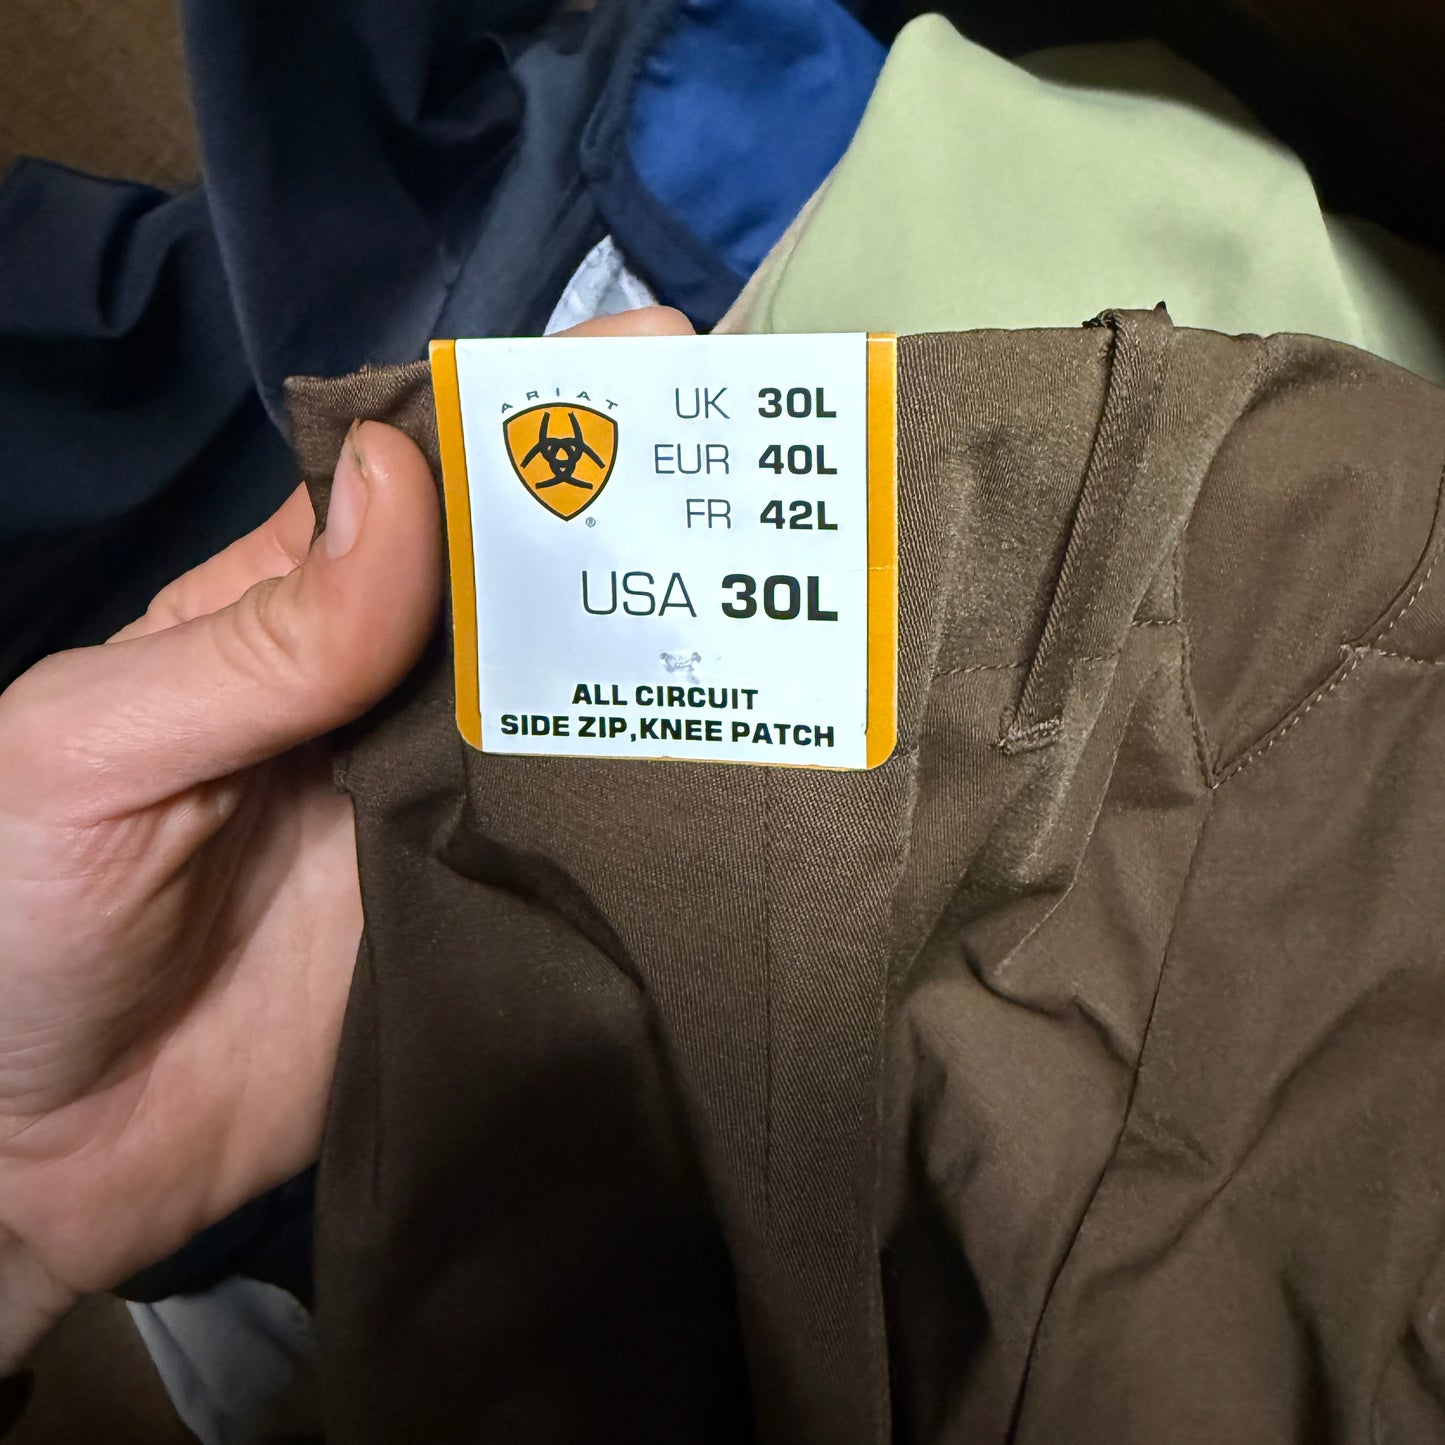 ARIAT
®
UK 30L
EUR 40L
FR 42L
USA 30L
ALL CIRCUIT
SIDE ZIP,KNEE PATCH